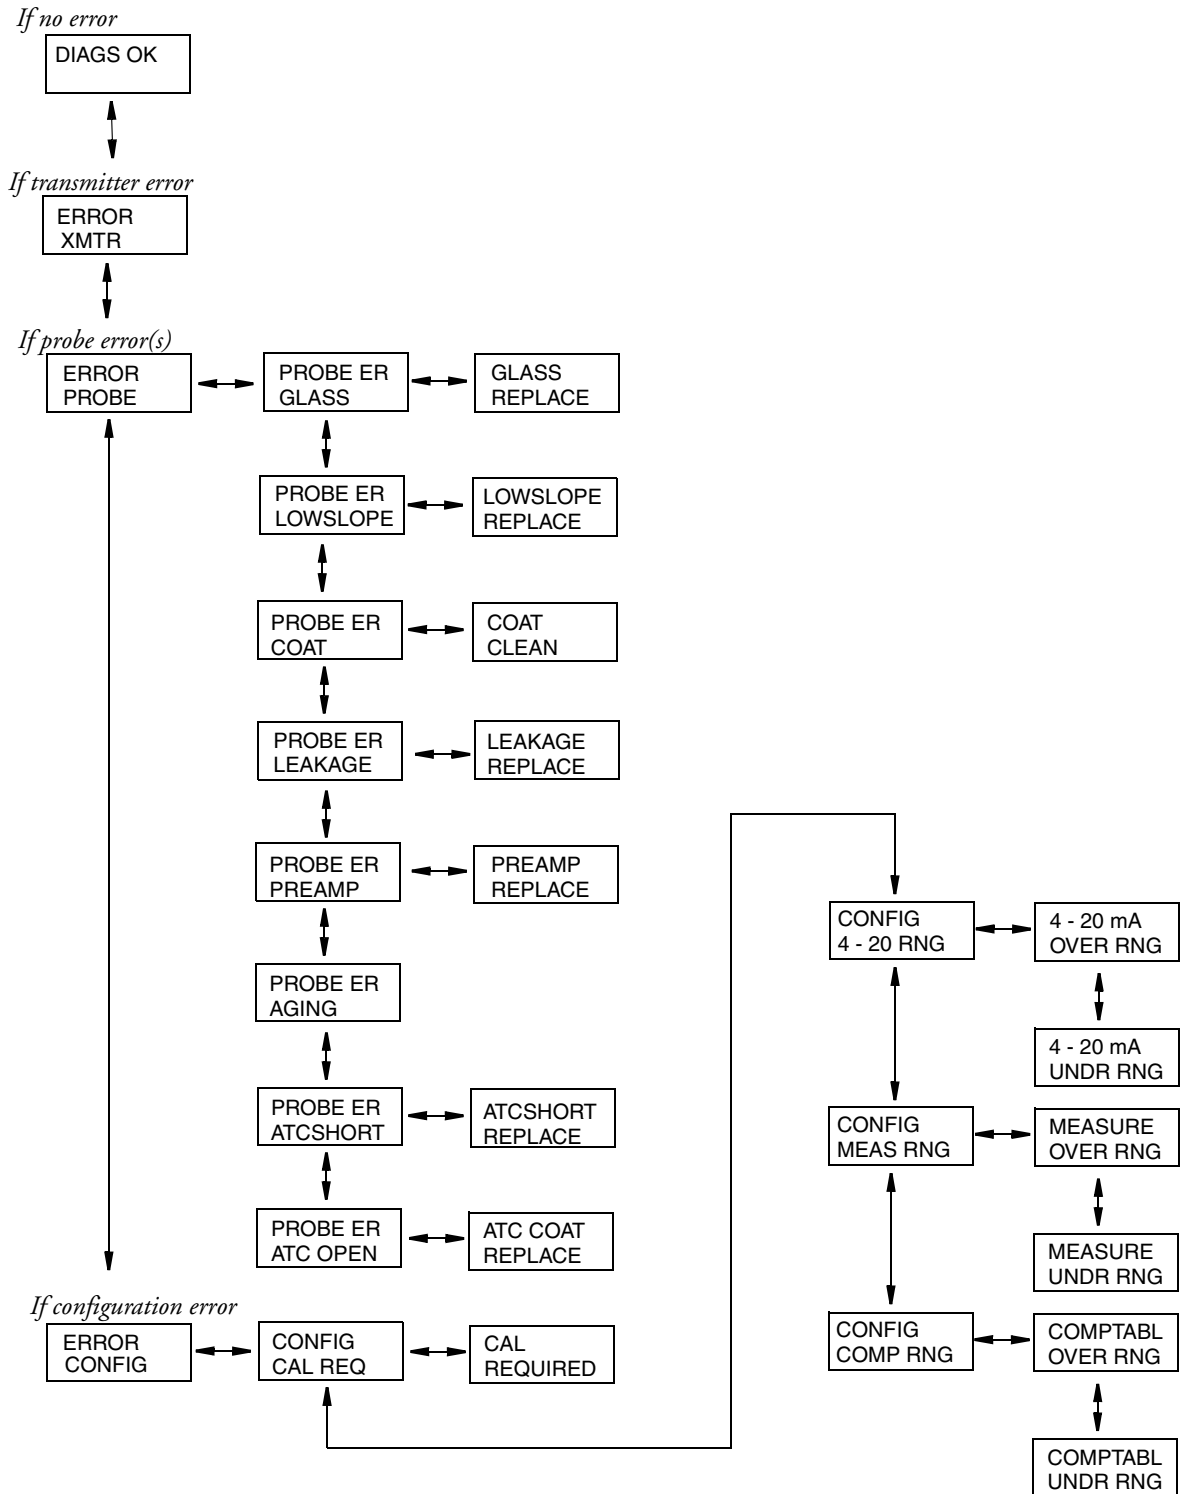 If no error
DIAGS OK
If transmitter error
ERROR
XMTR
If probe error(s)
ERROR
PROBE
PROBE ER
GLASS
GLASS
REPLACE
PROBE ER
LOWSLOPE
LOWSLOPE
REPLACE
PROBE ER
COAT
COAT
CLEAN
PROBE ER
LEAKAGE
LEAKAGE
REPLACE
PROBE ER
PREAMP
PREAMP
REPLACE
PROBE ER
AGING
PROBE ER
ATCSHORT
ATCSHORT
REPLACE
PROBE ER
ATC OPEN
ATC COAT
REPLACE
If configuration error
ERROR
CONFIG
CONFIG
CAL REQ
CAL
REQUIRED
CONFIG
4 - 20 RNG
4 - 20 mA
OVER RNG
4 - 20 mA
UNDR RNG
CONFIG
MEAS RNG
MEASURE
OVER RNG
MEASURE
UNDR RNG
CONFIG
COMP RNG
COMPTABL
OVER RNG
COMPTABL
UNDR RNG